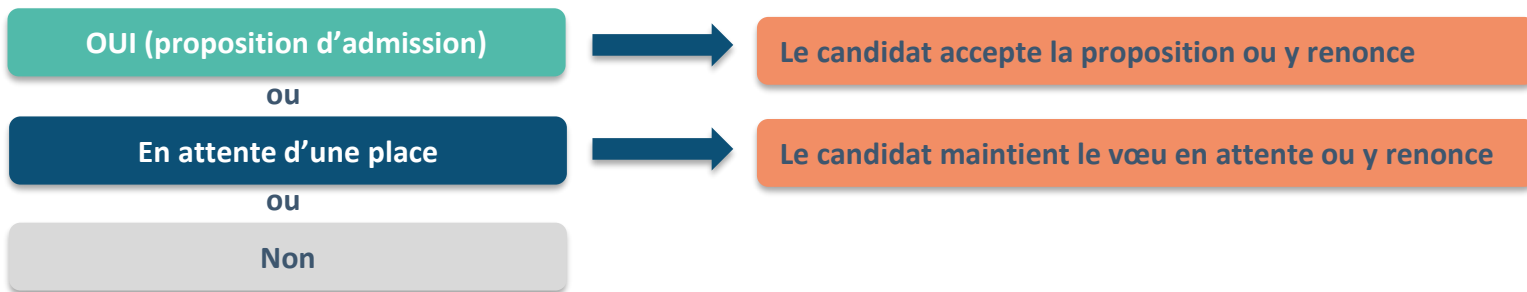 OUI (proposition d’admission)
Le candidat accepte la proposition ou y renonce
ou
En attente d’une place
Le candidat maintient le vœu en attente ou y renonce
ou
Non